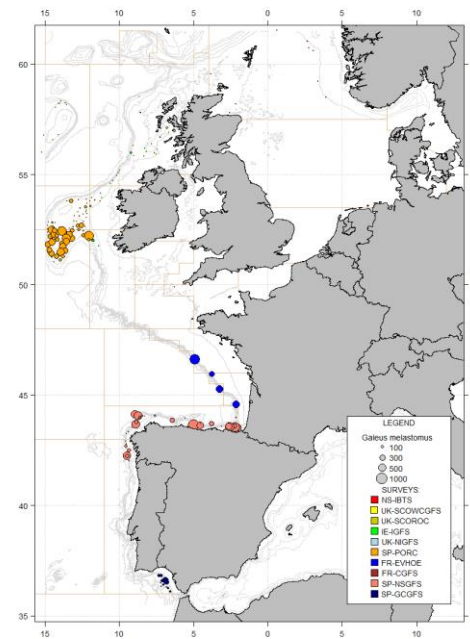 15 10 5 0 5 10
60
55
50
45
40
35
LEGEND
Galeus melastomus
100
300
500
1000
SURVEYS:
NS-IBTS
UK-SCOWCGFS
UK-SCOROC
IE-IGFS
UK-NIGFS
SP-PORC
FR-EVHOE
FR-CGFS
SP-NSGFS
SP-GCGFS
15 10 5 0 5 10